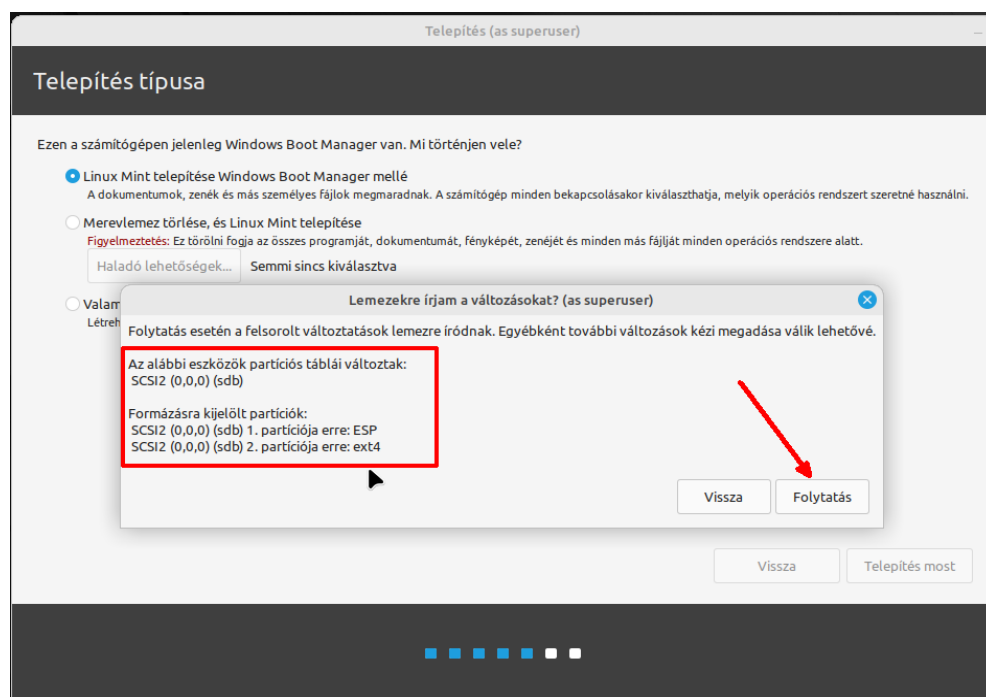 Telepítés (as superuser)
Telepítés típusa
Ezen a számítógépen jelenleg Windows Boot Manager van. Mi történjen vele?
Linux Mint telepítése Windows Boot Manager mellé
A dokumentumok, zenék és más személyes fájlok megmaradnak. A számítógép minden bekapcsolásakor kiválaszthatja, melyik operációs rendszert szeretné használni.
Merevlemez törlése, és Linux Mint telepítése
Figyelmeztetés: Ez törölni fogja az összes programját, dokumentumát, fényképét, zenéjét és minden más fájlját minden operációs rendszere alatt.
Haladó lehetőségek... Semmi sincs kiválasztva
Valam
Létreh
Lemezekre írjam a változásokat? (as superuser)
Folytatás esetén a felsorolt változtatások lemezre íródnak. Egyébként további változások kézi megadása válik lehetővé.
Az alábbi eszközök partíciós táblái változtak:
SCSI2 (0,0,0) (sdb)
Formázásra kijelölt partíciók:
SCSI2 (0,0,0) (sdb) 1. partíciója erre: ESP
SCSI2 (0,0,0) (sdb) 2. partíciója erre: ext4
Vissza Folytatás
Vissza Telepítés most